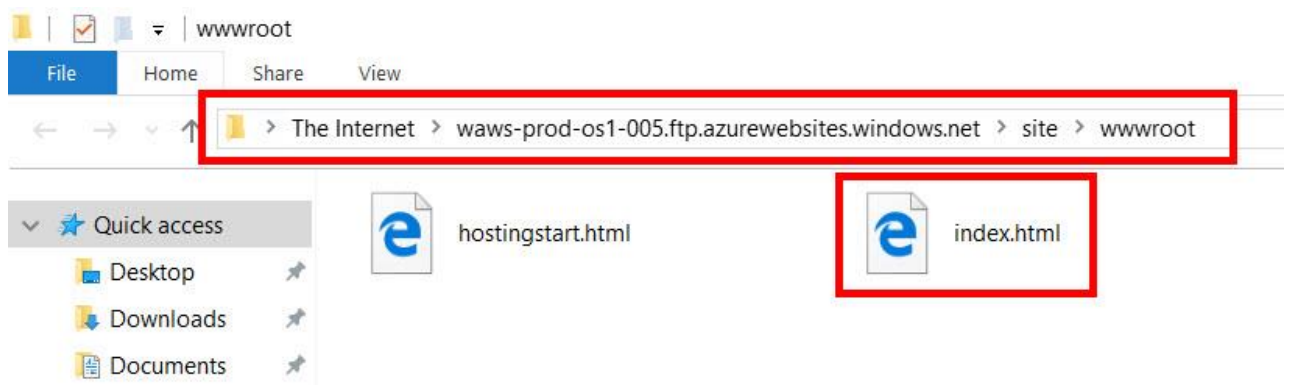 wwwroot
File Home Share View
The Internet > waws-prod-os1-005.ftp.azurewebsites.windows.net > site > wwwroot
Quick access
hostingstart.html
index.html
Desktop
Downloads
Documents